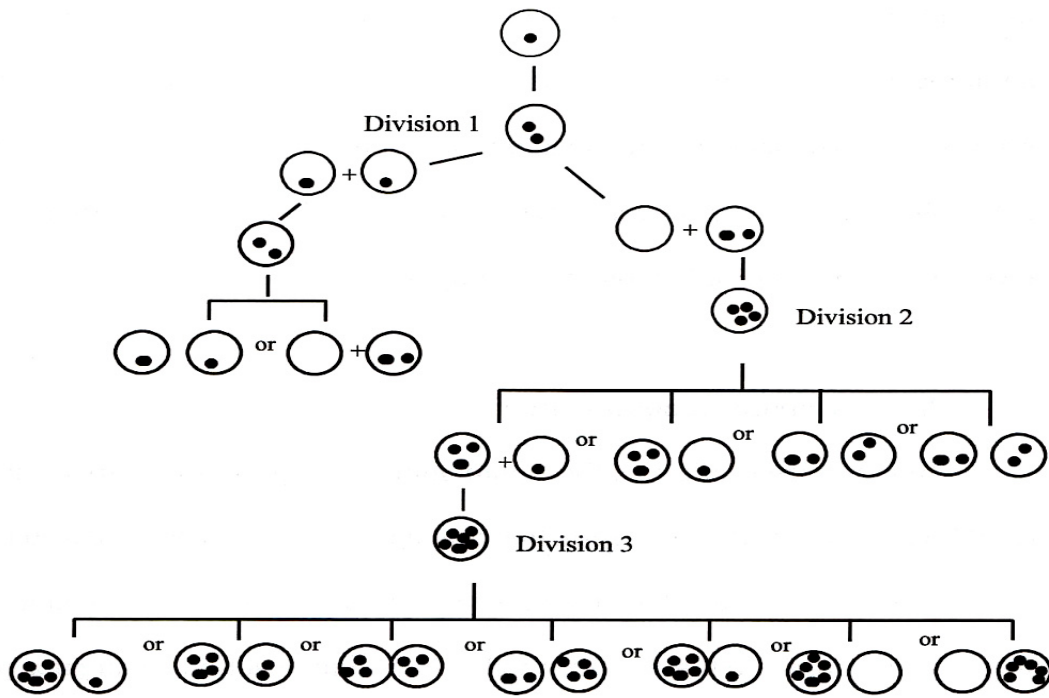 Division 1
+
+
Division 2
or
+
+
or
or
or
Division 3
or
or
or
or
or
or